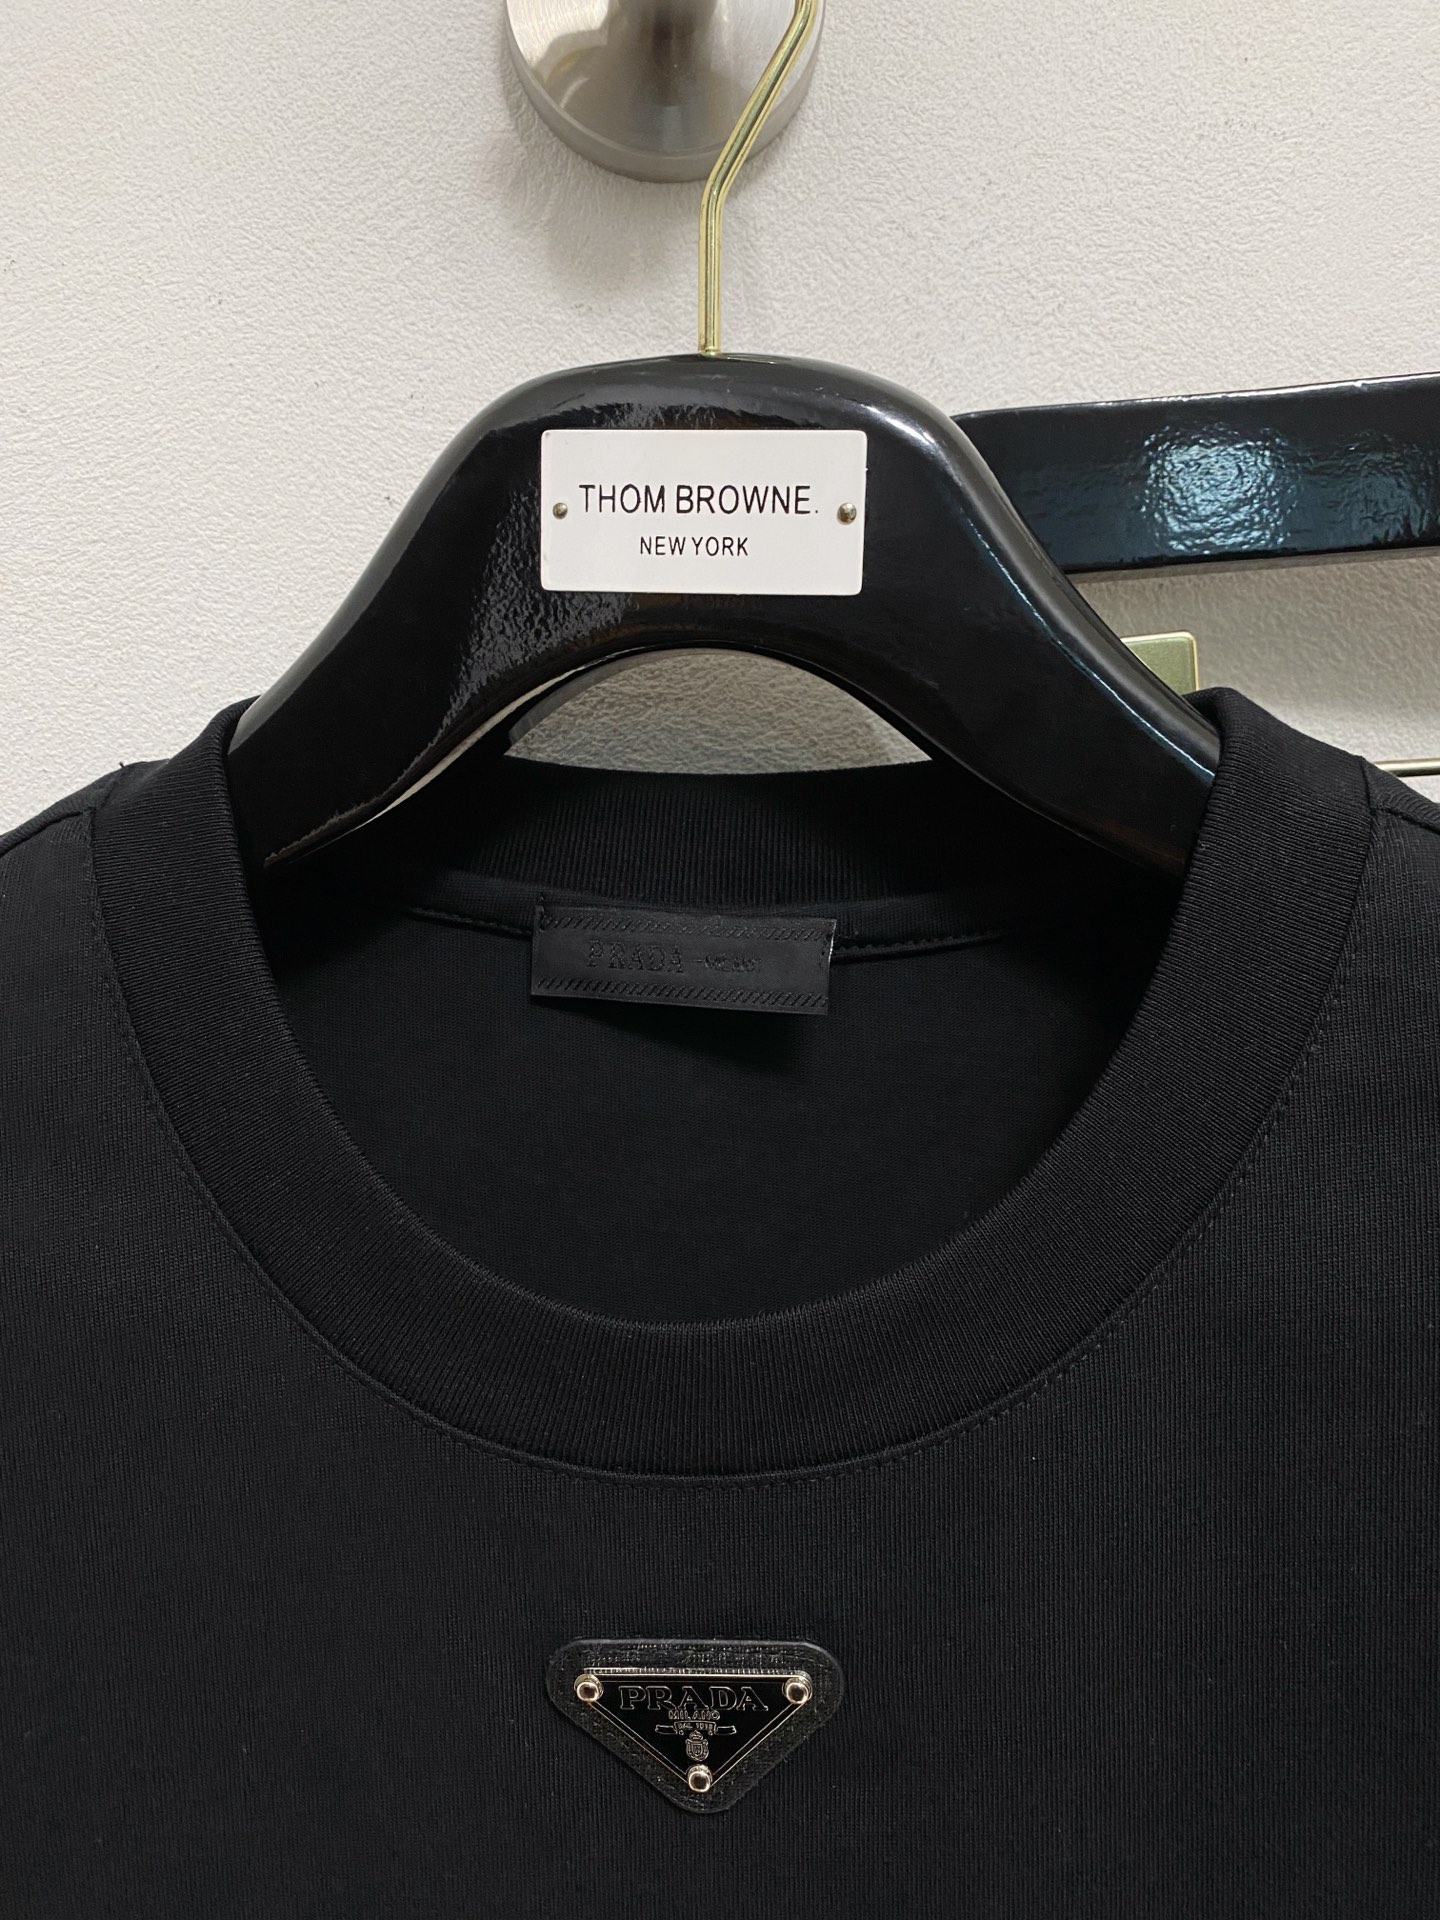 THOM BROWNE.
NEW YORK
PRADA
PRADA
MILANO